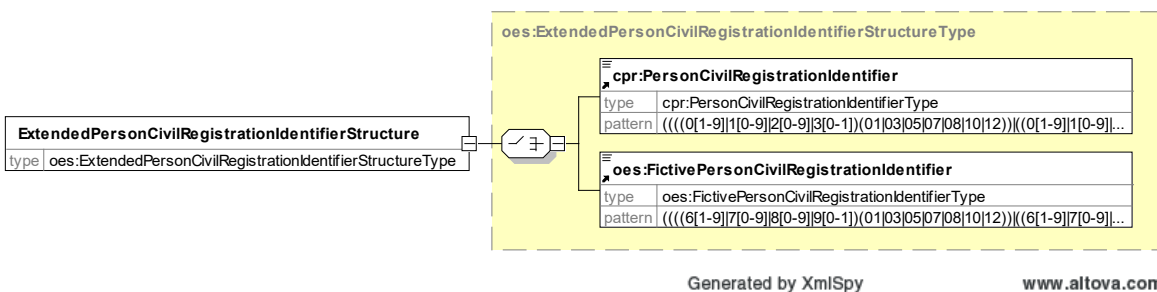 oes:ExtendedPersonCivilRegistrationIdentifierStructureType
cpr:PersonCivilRegistrationIdentifier
type cpr:PersonCivilRegistrationIdentifierType
pattern ((((0[1-9]|1[0-9]|2[0-9]|3[0-1])(01|03|05|07|08|10|12))|((0[1-9]|1[0-9]|...
ExtendedPersonCivilRegistrationIdentifierStructure
type oes:ExtendedPersonCivilRegistrationIdentifierStructureType
oes:FictivePersonCivilRegistrationIdentifier
type oes:FictivePersonCivilRegistrationIdentifierType
pattern ((((6[1-9]|7[0-9]|8[0-9]|9[0-1])(01|03|05|07|08|10|12))|((6[1-9]|7[0-9]|...
Generated by XmlSpy www.altova.com